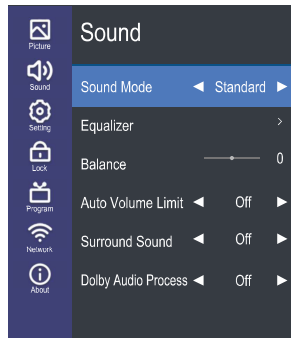 Picture
Sound
Setting
Lock
Program
Network
About
Sound
Sound Mode Standard
Equalizer
Balance 0
Auto Volume Limit Off
Surround Sound Off
Dolby Audio Process Off